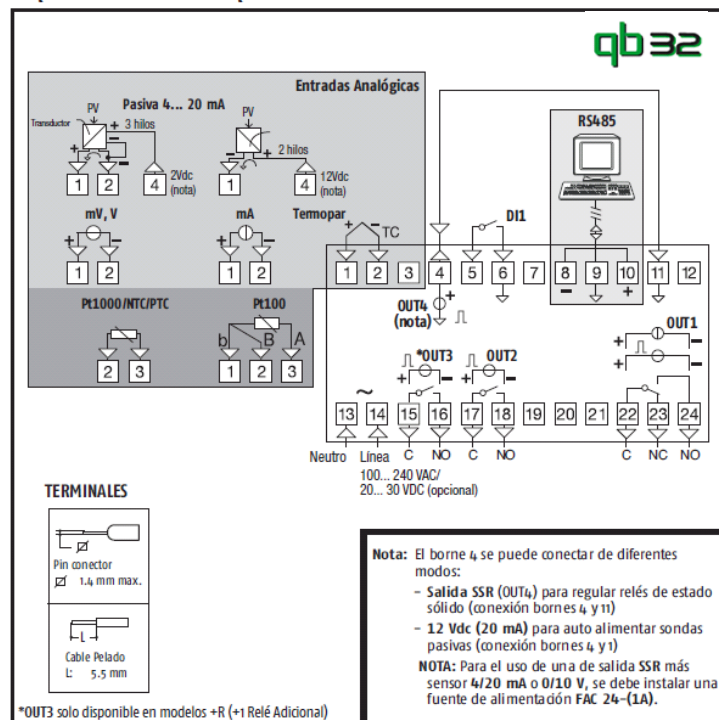 qb32
Entradas Analógicas
Pasiva 4... 20 mA
PV
Transductor
+ 3 hilos
-
+ -
1 2 4
2Vdc
(nota)
PV
+ -
2 hilos
1 4
12Vdc
(nota)
mV, V
+ -
1 2
mA
+ -
1 2
Termopar
+ -
TC
DI1
RS485
1 2 3 4 5 6 7 8 9 10 11 12
- +
Pt1000/NTC/PTC
2 3
Pt100
b B A
1 2 3
OUT4
(nota)
+
*OUT3
+ -
OUT2
+ -
OUT1
+ -
+ -
~
13 14 15 16 17 18 19 20 21 22 23 24
Neutro Línea C NO C NO C NC NO
100... 240 VAC/
20... 30 VDC (opcional)
TERMINALES
Pin conector
1.4 mm max.
L
Cable Pelado
L: 5.5 mm
*OUT3 solo disponible en modelos +R (+1 Relé Adicional)
Nota: El borne 4 se puede conectar de diferentes
modos:
- Salida SSR (OUT4) para regular relés de estado
sólido (conexión bornes 4 y 11)
- 12 Vdc (20 mA) para auto alimentar sondas
pasivas (conexión bornes 4 y 1)
NOTA: Para el uso de una de salida SSR más
sensor 4/20 mA o 0/10 V, se debe instalar una
fuente de alimentación FAC 24-(1A).